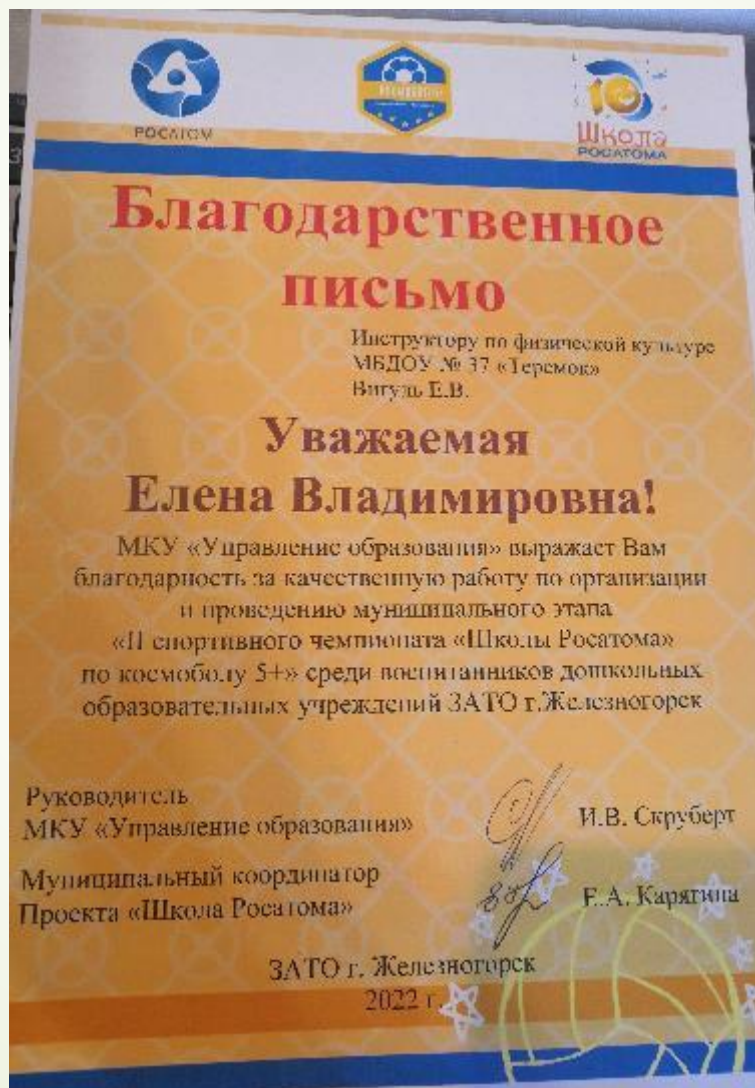 РОСАТОМ
Школа
РОСАТОМА
Благодарственное
письмо
Инструктору по физической культуре
МБДОУ № 37 «Теремок»
Вигуль Е.В.
Уважаемая
Елена Владимировна!
МКУ «Управление образования» выражает Вам
благодарность за качественную работу по организации
и проведению муниципального этапа
«II спортивного чемпионата «Школы Росатома»
по космоболу 5+» среди воспитанников дошкольных
образовательных учреждений ЗАТО г.Железногорск
Руководитель
МКУ «Управление образования»
И.В. Скруберт
Муниципальный координатор
Проекта «Школа Росатома»
Е.А. Карягина
ЗАТО г. Железногорск
2022 г.